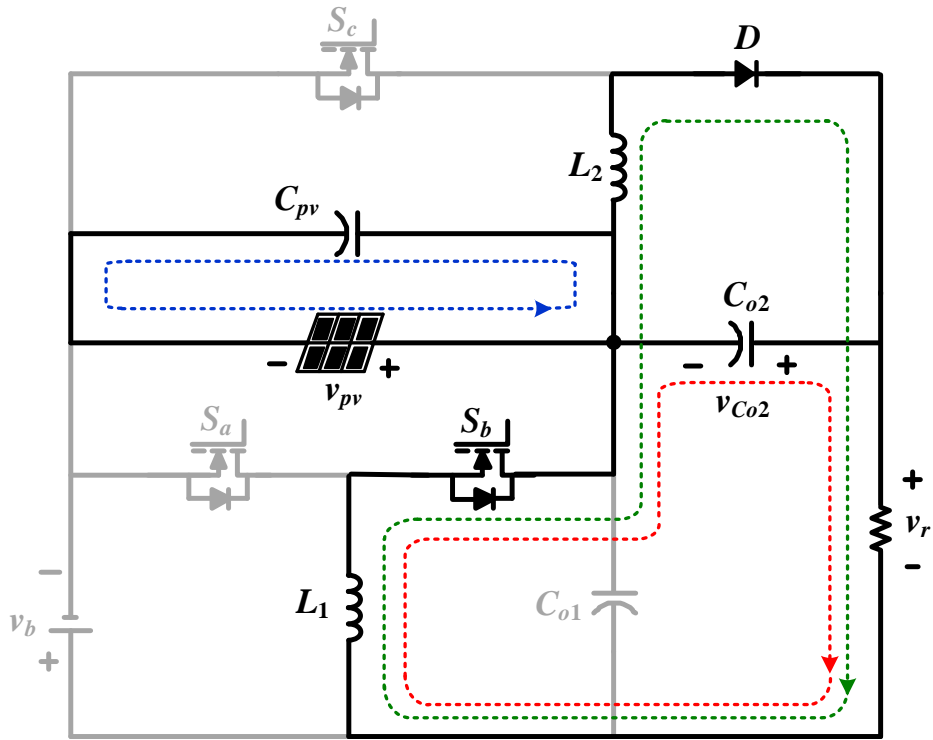 S_c
D
L_2
C_pv
C_o2
- +
- +
v_pv
v_Co2
S_a
S_b
+
v_r
-
-
L_1
C_o1
v_b
+